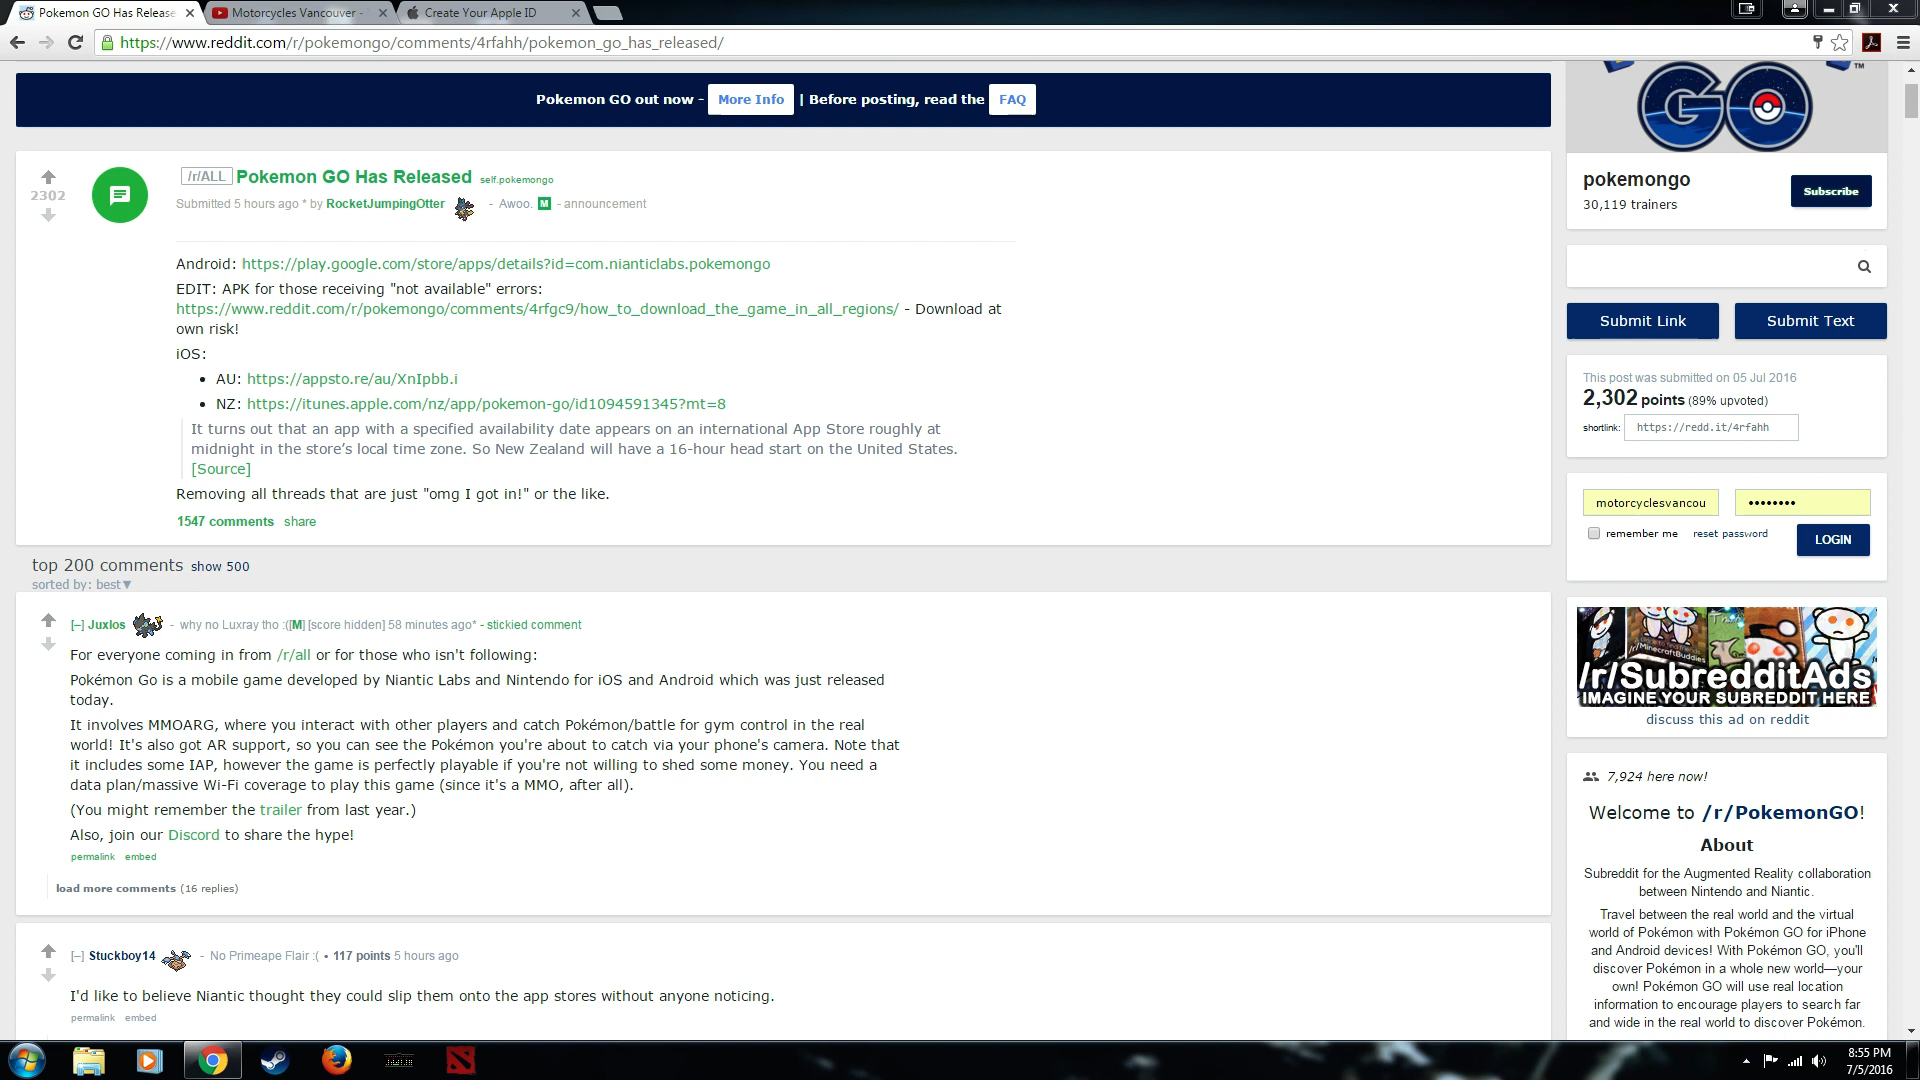 Pokemon GO Has Release
Motorcycles Vancouver -
Create Your Apple ID
https://www.reddit.com/r/pokemongo/comments/4rfahh/pokemon_go_has_released/
Pokemon GO out now - More Info | Before posting, read the FAQ
GO
TM
2302
/r/ALL Pokemon GO Has Released self.pokemongo
Submitted 5 hours ago * by RocketJumpingOtter - Awoo. M - announcement
Android: https://play.google.com/store/apps/details?id=com.nianticlabs.pokemongo
EDIT: APK for those receiving "not available" errors:
https://www.reddit.com/r/pokemongo/comments/4rfgc9/how_to_download_the_game_in_all_regions/ - Download at
own risk!
iOS:
• AU: https://appsto.re/au/XnIpbb.i
• NZ: https://itunes.apple.com/nz/app/pokemon-go/id1094591345?mt=8
It turns out that an app with a specified availability date appears on an international App Store roughly at
midnight in the store’s local time zone. So New Zealand will have a 16-hour head start on the United States.
[Source]
Removing all threads that are just "omg I got in!" or the like.
1547 comments share
top 200 comments show 500
sorted by: best▼
[–] Juxlos - why no Luxray tho :([M] [score hidden] 58 minutes ago* - stickied comment
For everyone coming in from /r/all or for those who isn't following:
Pokémon Go is a mobile game developed by Niantic Labs and Nintendo for iOS and Android which was just released
today.
It involves MMOARG, where you interact with other players and catch Pokémon/battle for gym control in the real
world! It's also got AR support, so you can see the Pokémon you're about to catch via your phone's camera. Note that
it includes some IAP, however the game is perfectly playable if you're not willing to shed some money. You need a
data plan/massive Wi-Fi coverage to play this game (since it's a MMO, after all).
(You might remember the trailer from last year.)
Also, join our Discord to share the hype!
permalink embed
load more comments (16 replies)
[–] Stuckboy14 - No Primeape Flair :( • 117 points 5 hours ago
I'd like to believe Niantic thought they could slip them onto the app stores without anyone noticing.
permalink embed
pokemongo
30,119 trainers
Subscribe
Submit Link
Submit Text
This post was submitted on 05 Jul 2016
2,302 points (89% upvoted)
shortlink: https://redd.it/4rfahh
motorcyclesvancou
••••••••
remember me reset password LOGIN
/r/MinecraftBuddies
/r/SubredditAds
IMAGINE YOUR SUBREDDIT HERE
discuss this ad on reddit
7,924 here now!
Welcome to /r/PokemonGO!
About
Subreddit for the Augmented Reality collaboration
between Nintendo and Niantic.
Travel between the real world and the virtual
world of Pokémon with Pokémon GO for iPhone
and Android devices! With Pokémon GO, you'll
discover Pokémon in a whole new world—your
own! Pokémon GO will use real location
information to encourage players to search far
and wide in the real world to discover Pokémon.
8:55 PM
7/5/2016